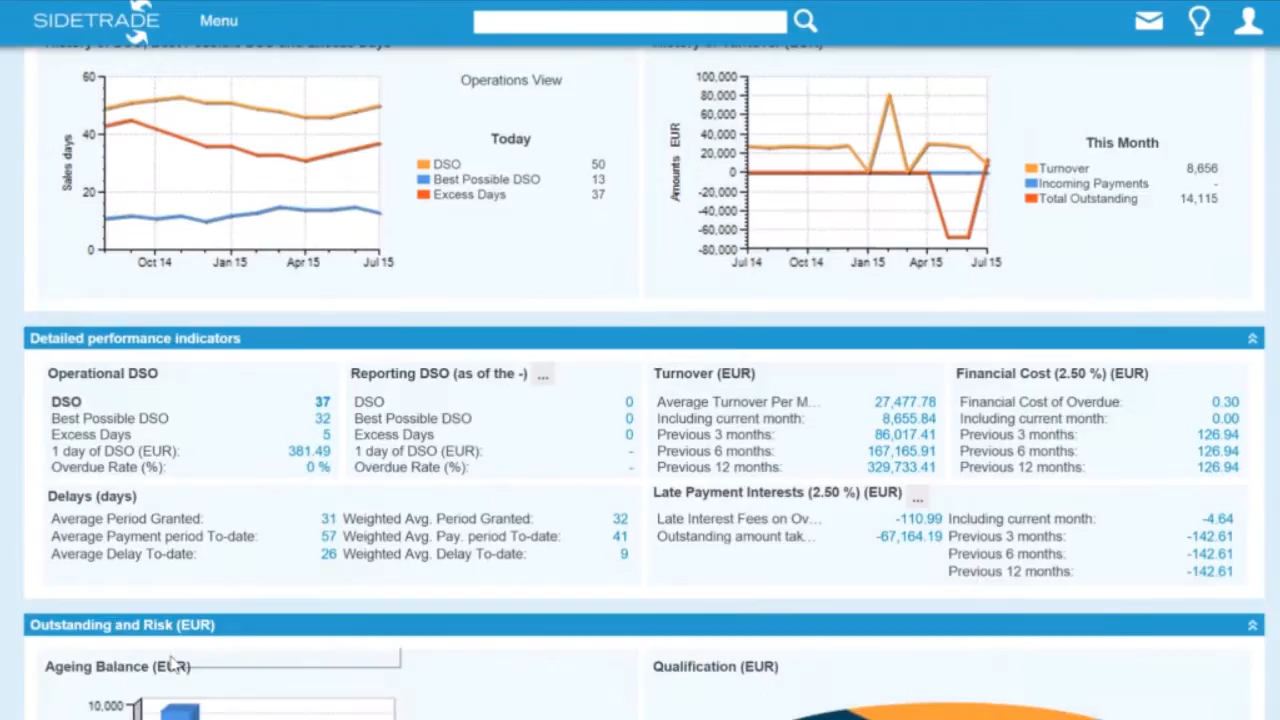 SIDETRADE Menu
History of DSO, Best Possible DSO and Excess Days
History of Turnover (EUR)
60
40
20
0
Sales days
Oct 14 Jan 15 Apr 15 Jul 15
Operations View
Today
DSO 50
Best Possible DSO 13
Excess Days 37
100,000
80,000
60,000
40,000
20,000
0
-20,000
-40,000
-60,000
-80,000
Amounts EUR
Jul 14 Oct 14 Jan 15 Apr 15 Jul 15
This Month
Turnover 8,656
Incoming Payments -
Total Outstanding 14,115
Detailed performance indicators
Operational DSO
DSO 37
Best Possible DSO 32
Excess Days 5
1 day of DSO (EUR): 381.49
Overdue Rate (%): 0 %
Reporting DSO (as of the -) ...
DSO 0
Best Possible DSO 0
Excess Days 0
1 day of DSO (EUR): -
Overdue Rate (%): -
Turnover (EUR)
Average Turnover Per M... 27,477.78
Including current month: 8,655.84
Previous 3 months: 86,017.41
Previous 6 months: 167,165.91
Previous 12 months: 329,733.41
Financial Cost (2.50 %) (EUR)
Financial Cost of Overdue: 0.30
Including current month: 0.00
Previous 3 months: 126.94
Previous 6 months: 126.94
Previous 12 months: 126.94
Delays (days)
Average Period Granted: 31 Weighted Avg. Period Granted: 32
Average Payment period To-date: 57 Weighted Avg. Pay. period To-date: 41
Average Delay To-date: 26 Weighted Avg. Delay To-date: 9
Late Payment Interests (2.50 %) (EUR) ...
Late Interest Fees on Ov... -110.99 Including current month: -4.64
Outstanding amount tak... -67,164.19 Previous 3 months: -142.61
Previous 6 months: -142.61
Previous 12 months: -142.61
Outstanding and Risk (EUR)
Ageing Balance (EUR)
Qualification (EUR)
10,000